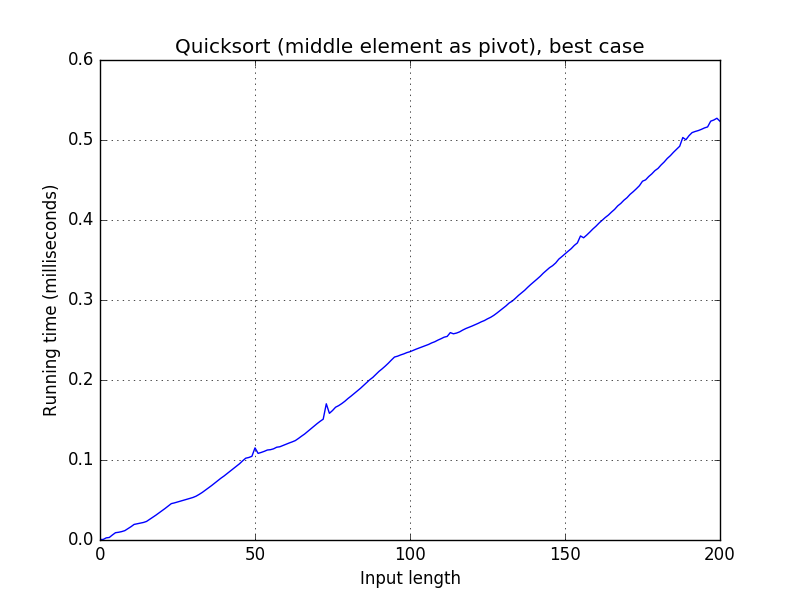 Quicksort (middle element as pivot), best case
0.6
0.5
0.4
0.3
0.2
0.1
0.0
Running time (milliseconds)
0 50 100 150 200
Input length